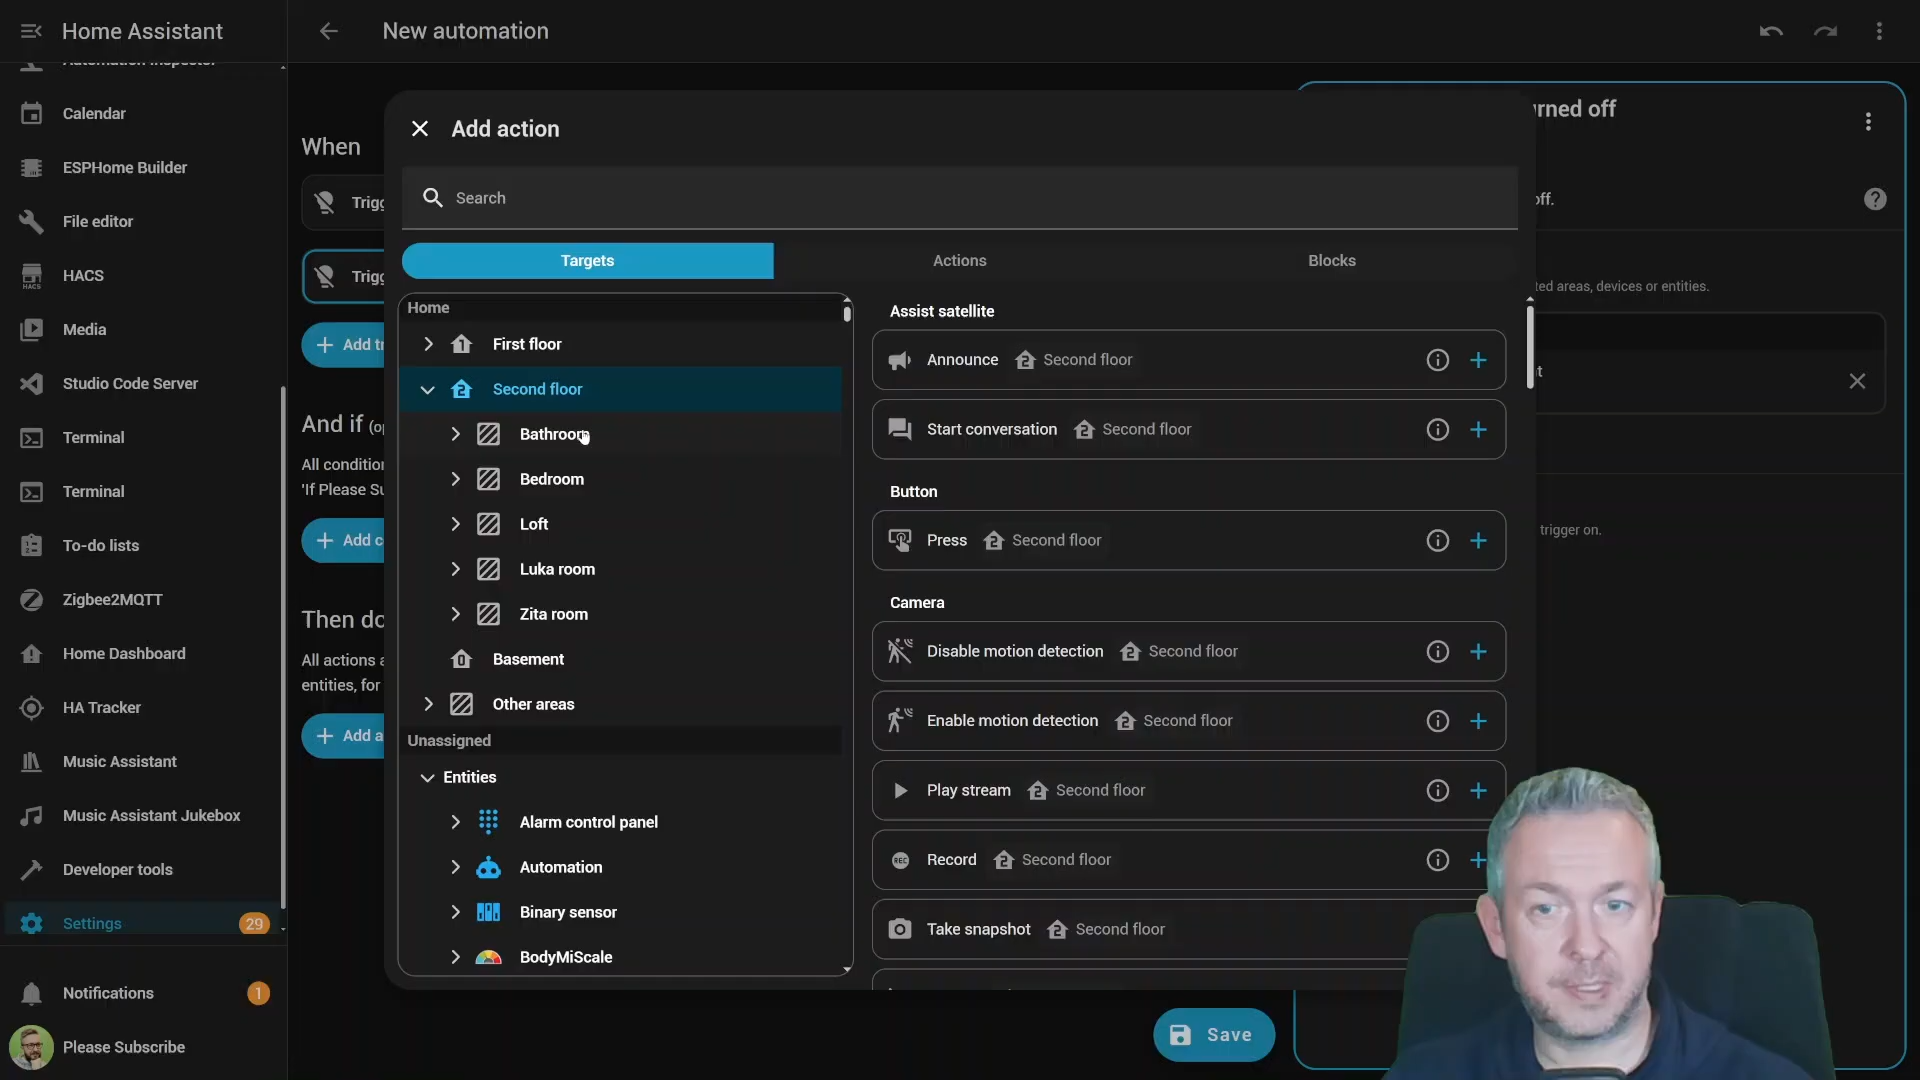 Home Assistant
New automation
Automation Inspector
Calendar
ESPHome Builder
File editor
HACS
Media
Studio Code Server
Terminal
Terminal
To-do lists
Zigbee2MQTT
Home Dashboard
HA Tracker
Music Assistant
Music Assistant Jukebox
Developer tools
Settings
29
Notifications
1
Please Subscribe
When
Trigg
Trigg
Add tr
And if (op
All condition
'If Please Su
Add c
Then do
All actions a
entities, for
Add a
Add action
Search
Targets
Actions
Blocks
Home
First floor
Second floor
Bathroom
Bedroom
Loft
Luka room
Zita room
Basement
Other areas
Unassigned
Entities
Alarm control panel
Automation
Binary sensor
BodyMiScale
Assist satellite
Announce Second floor
Start conversation Second floor
Button
Press Second floor
Camera
Disable motion detection Second floor
Enable motion detection Second floor
Play stream Second floor
Record Second floor
Take snapshot Second floor
urned off
off.
ted areas, devices or entities.
t
trigger on.
Save